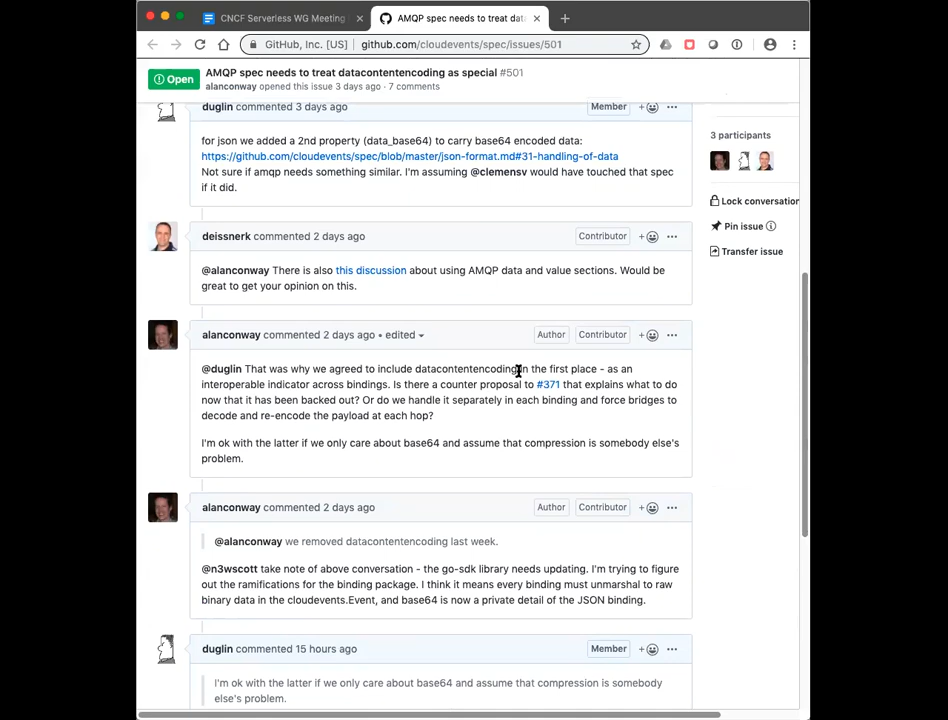 CNCF Serverless WG Meeting
AMQP spec needs to treat dat
GitHub, Inc. [US] | github.com/cloudevents/spec/issues/501
Open
AMQP spec needs to treat datacontentencoding as special #501
alanconway opened this issue 3 days ago · 7 comments
duglin commented 3 days ago
Member
for json we added a 2nd property (data_base64) to carry base64 encoded data:
https://github.com/cloudevents/spec/blob/master/json-format.md#31-handling-of-data
Not sure if amqp needs something similar. I'm assuming @clemensv would have touched that spec
if it did.
3 participants
Lock conversation
Pin issue
Transfer issue
deissnerk commented 2 days ago
Contributor
@alanconway There is also this discussion about using AMQP data and value sections. Would be
great to get your opinion on this.
alanconway commented 2 days ago • edited
Author
Contributor
@duglin That was why we agreed to include datacontentencoding in the first place - as an
interoperable indicator across bindings. Is there a counter proposal to #371 that explains what to do
now that it has been backed out? Or do we handle it separately in each binding and force bridges to
decode and re-encode the payload at each hop?
I'm ok with the latter if we only care about base64 and assume that compression is somebody else's
problem.
alanconway commented 2 days ago
Author
Contributor
@alanconway we removed datacontentencoding last week.
@n3wscott take note of above conversation - the go-sdk library needs updating. I'm trying to figure
out the ramifications for the binding package. I think it means every binding must unmarshal to raw
binary data in the cloudevents.Event, and base64 is now a private detail of the JSON binding.
duglin commented 15 hours ago
Member
I'm ok with the latter if we only care about base64 and assume that compression is somebody
else's problem.